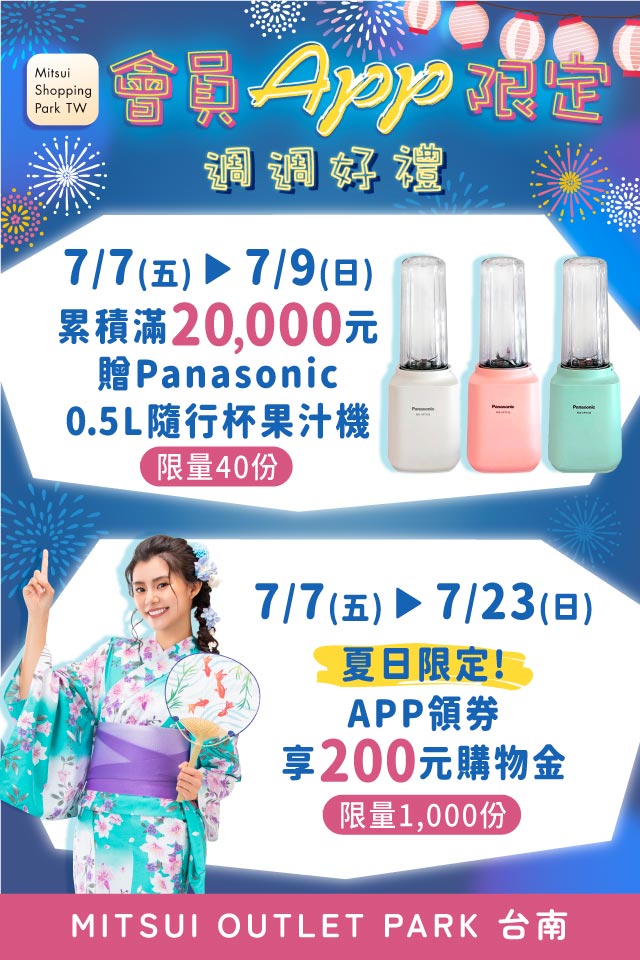 Mitsui
Shopping
Park TW
會員App限定
週週好禮
7/7(五)▶7/9(日)
累積滿20,000元
贈Panasonic
0.5L隨行杯果汁機
限量40份
Panasonic
Panasonic
Panasonic
7/7(五)▶7/23(日)
夏日限定!
APP領券
享200元購物金
限量1,000份
MITSUI OUTLET PARK 台南